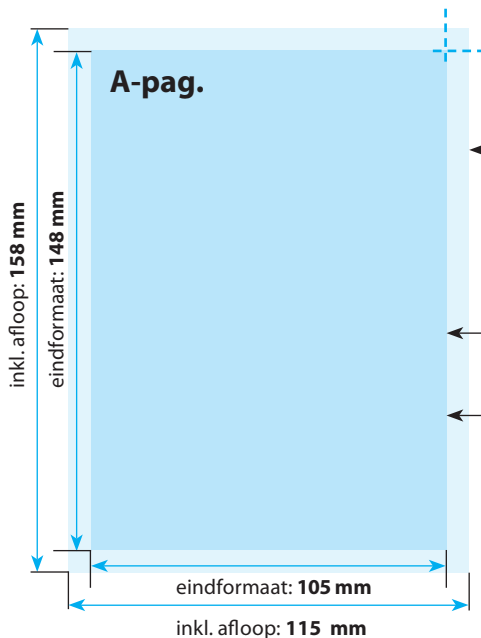 A-pag.
inkl. afloop: 158 mm
eindformaat: 148 mm
eindformaat: 105 mm
inkl. afloop: 115 mm